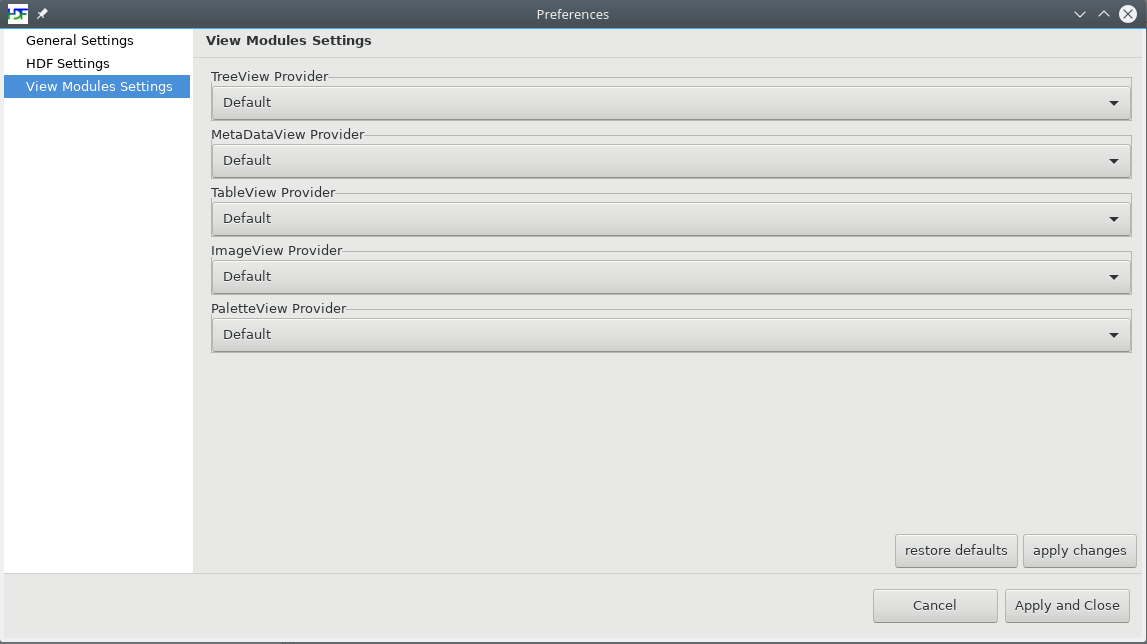 HDF
Preferences
General Settings
HDF Settings
View Modules Settings
View Modules Settings
TreeView Provider
Default
MetaDataView Provider
Default
TableView Provider
Default
ImageView Provider
Default
PaletteView Provider
Default
restore defaults
apply changes
Cancel
Apply and Close